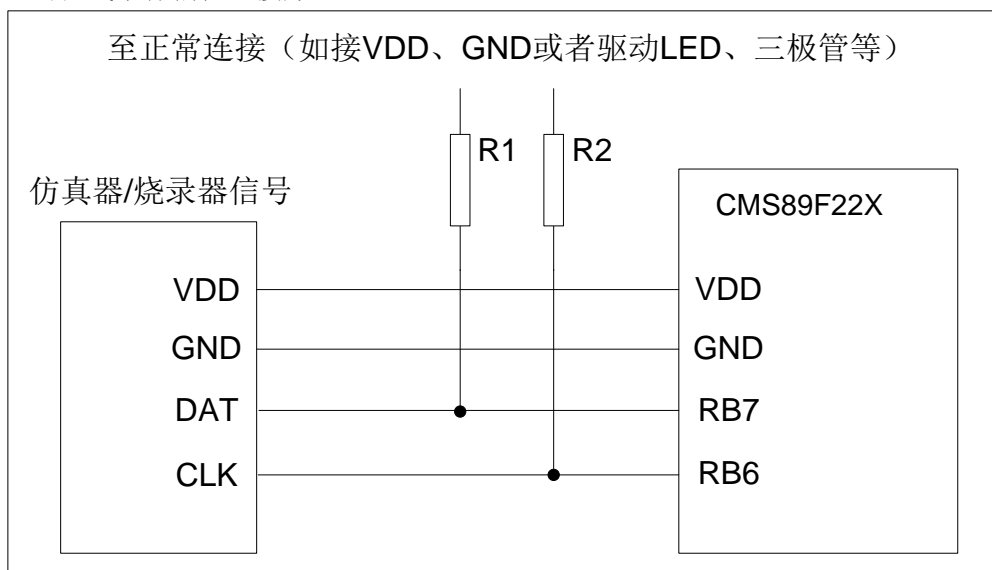 至正常连接（如接VDD、GND或者驱动LED、三极管等）
R1
R2
仿真器/烧录器信号
CMS89F22X
VDD
VDD
GND
GND
DAT
RB7
CLK
RB6